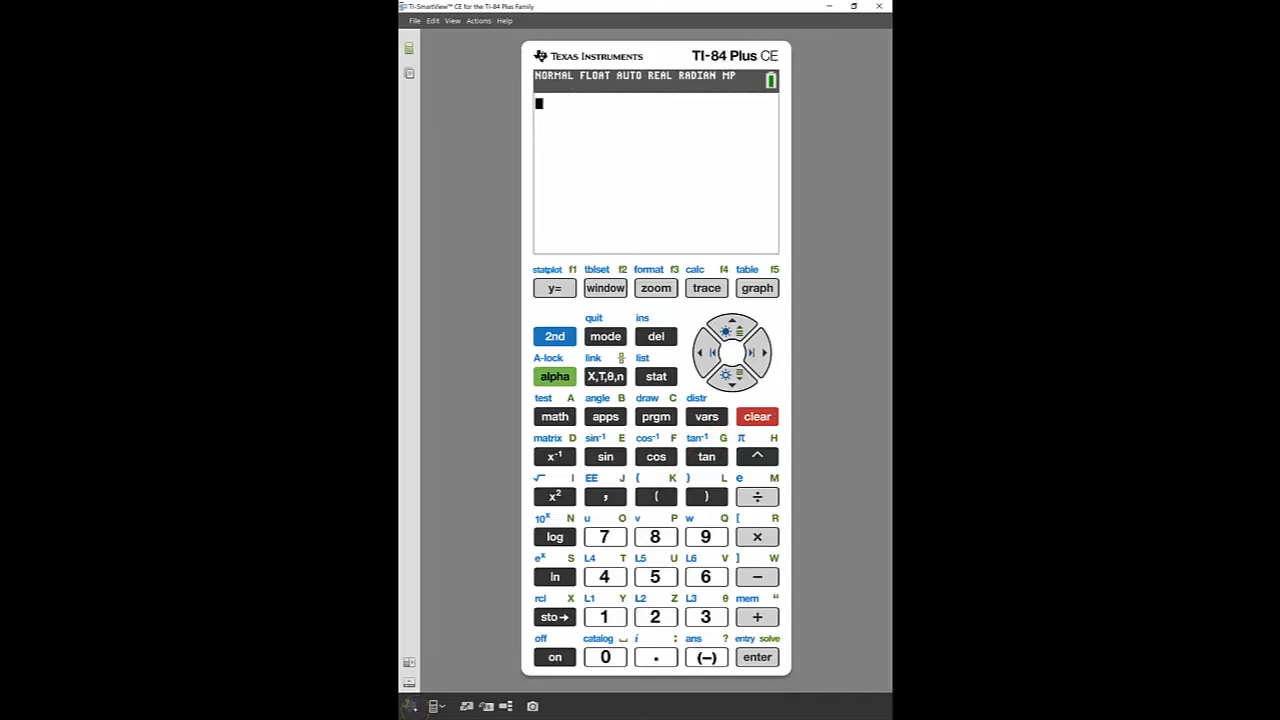 TI-SmartView™ CE for the TI-84 Plus Family
File Edit View Actions Help
TEXAS INSTRUMENTS TI-84 Plus CE
NORMAL FLOAT AUTO REAL RADIAN MP
statplot f1 tblset f2 format f3 calc f4 table f5
y= window zoom trace graph
quit ins
2nd mode del
A-lock link list
alpha X,T,θ,n stat
test A angle B draw C distr
math apps prgm vars clear
matrix D sin⁻¹ E cos⁻¹ F tan⁻¹ G π H
x⁻¹ sin cos tan ^
√ I EE J { K } L e M
x² , ( ) ÷
10ˣ N u O v P w Q [ R
log 7 8 9 ×
eˣ S L4 T L5 U L6 V ] W
ln 4 5 6 −
rcl X L1 Y L2 Z L3 θ mem "
sto→ 1 2 3 +
off catalog ⎵ i : ans ? entry solve
on 0 . (−) enter